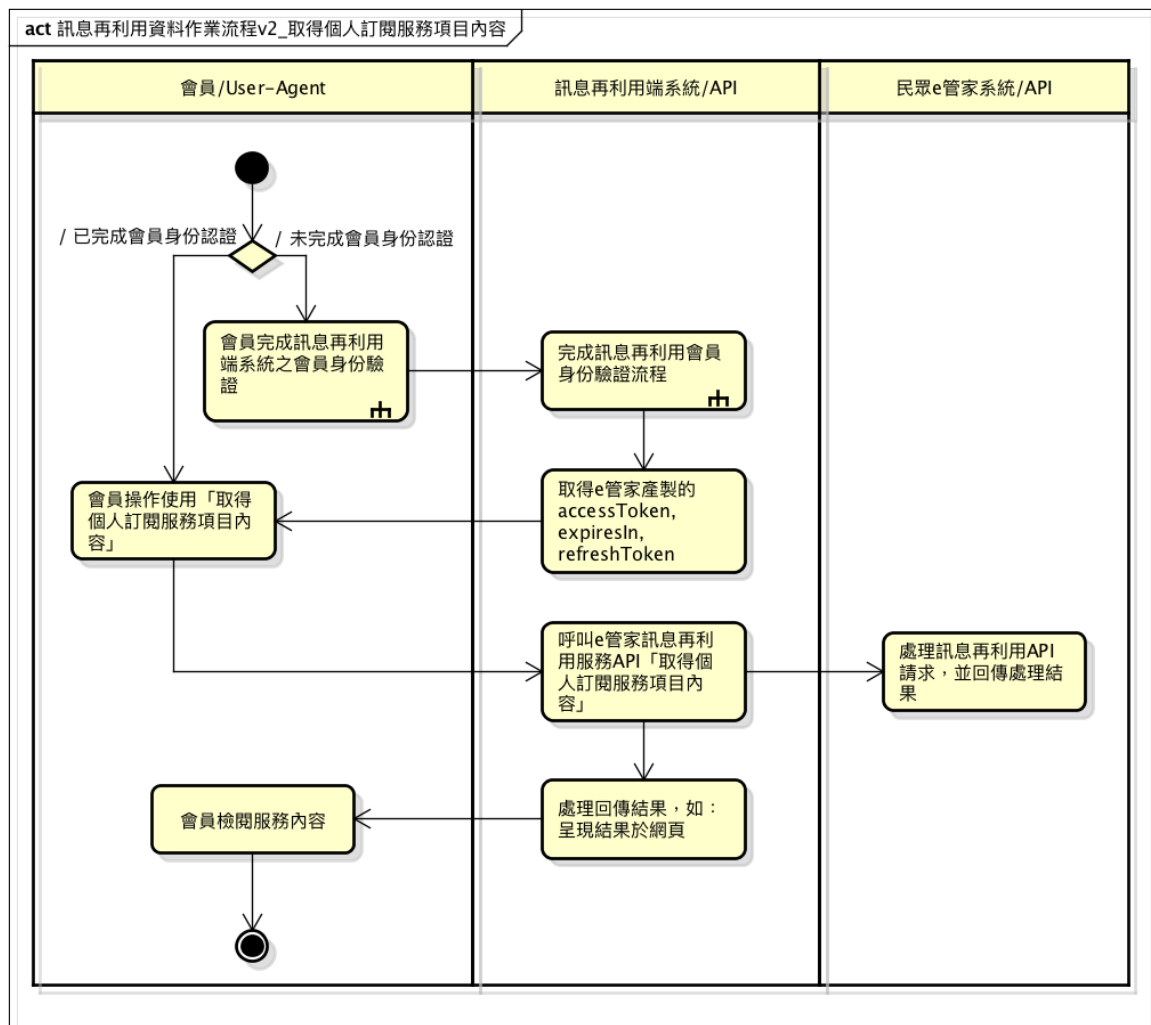 act 訊息再利用資料作業流程v2_取得個人訂閱服務項目內容
會員/User-Agent
訊息再利用端系統/API
民眾e管家系統/API
/ 已完成會員身份認證
/ 未完成會員身份認證
會員完成訊息再利用
端系統之會員身份驗
證
完成訊息再利用會員
身份驗證流程
會員操作使用「取得
個人訂閱服務項目內
容」
取得e管家產製的
accessToken,
expiresIn,
refreshToken
呼叫e管家訊息再利
用服務API「取得個
人訂閱服務項目內
容」
處理訊息再利用API
請求，並回傳處理結
果
會員檢閱服務內容
處理回傳結果，如：
呈現結果於網頁